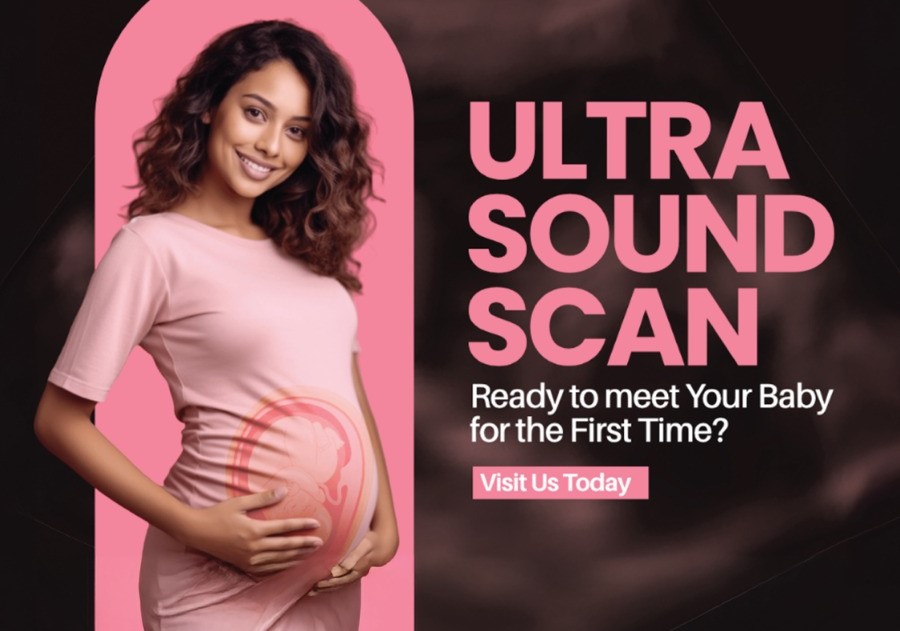 ULTRA
SOUND
SCAN
Ready to meet Your Baby
for the First Time?
Visit Us Today